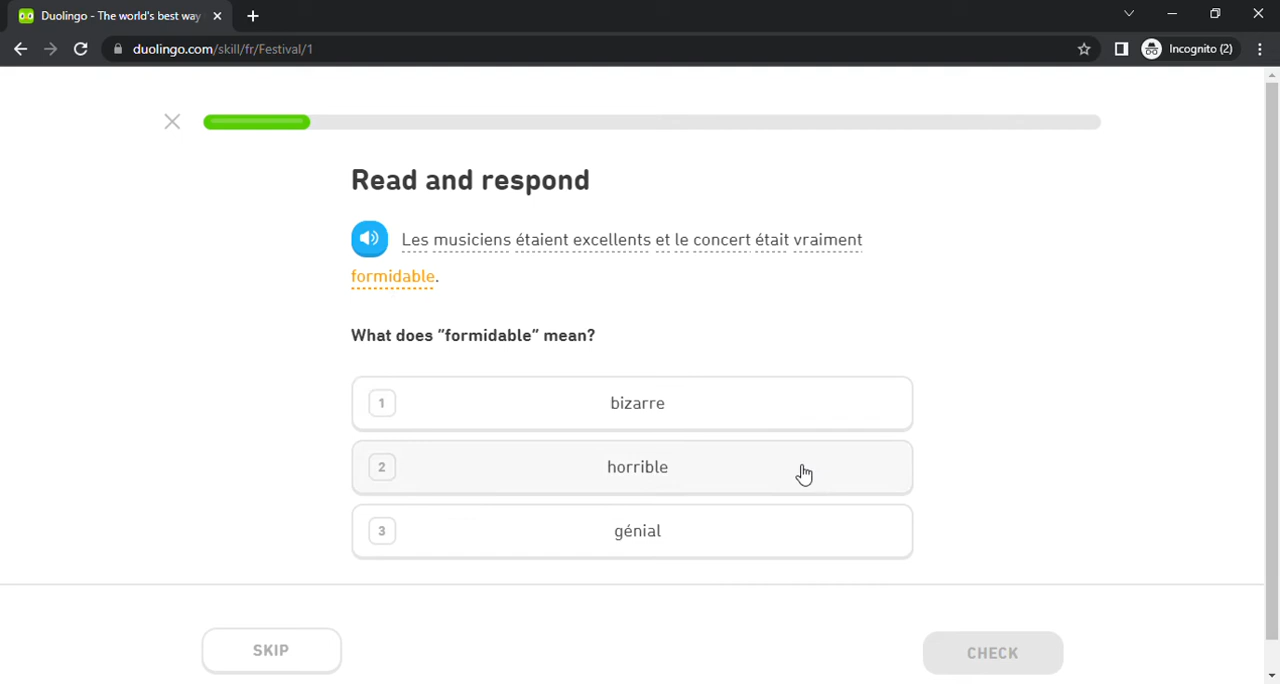 Duolingo - The world's best way
duolingo.com/skill/fr/Festival/1
Incognito (2)
Read and respond
Les musiciens étaient excellents et le concert était vraiment
formidable.
What does "formidable" mean?
1 bizarre
2 horrible
3 génial
SKIP
CHECK